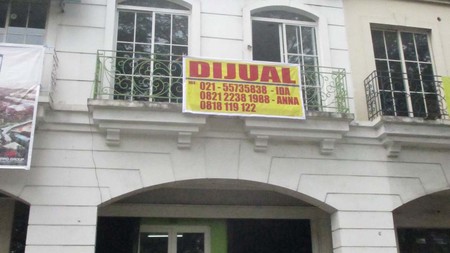 DIJUAL
021 - 55735838 - IDA
0821 2238 1988 - ANNA
0818 119 122